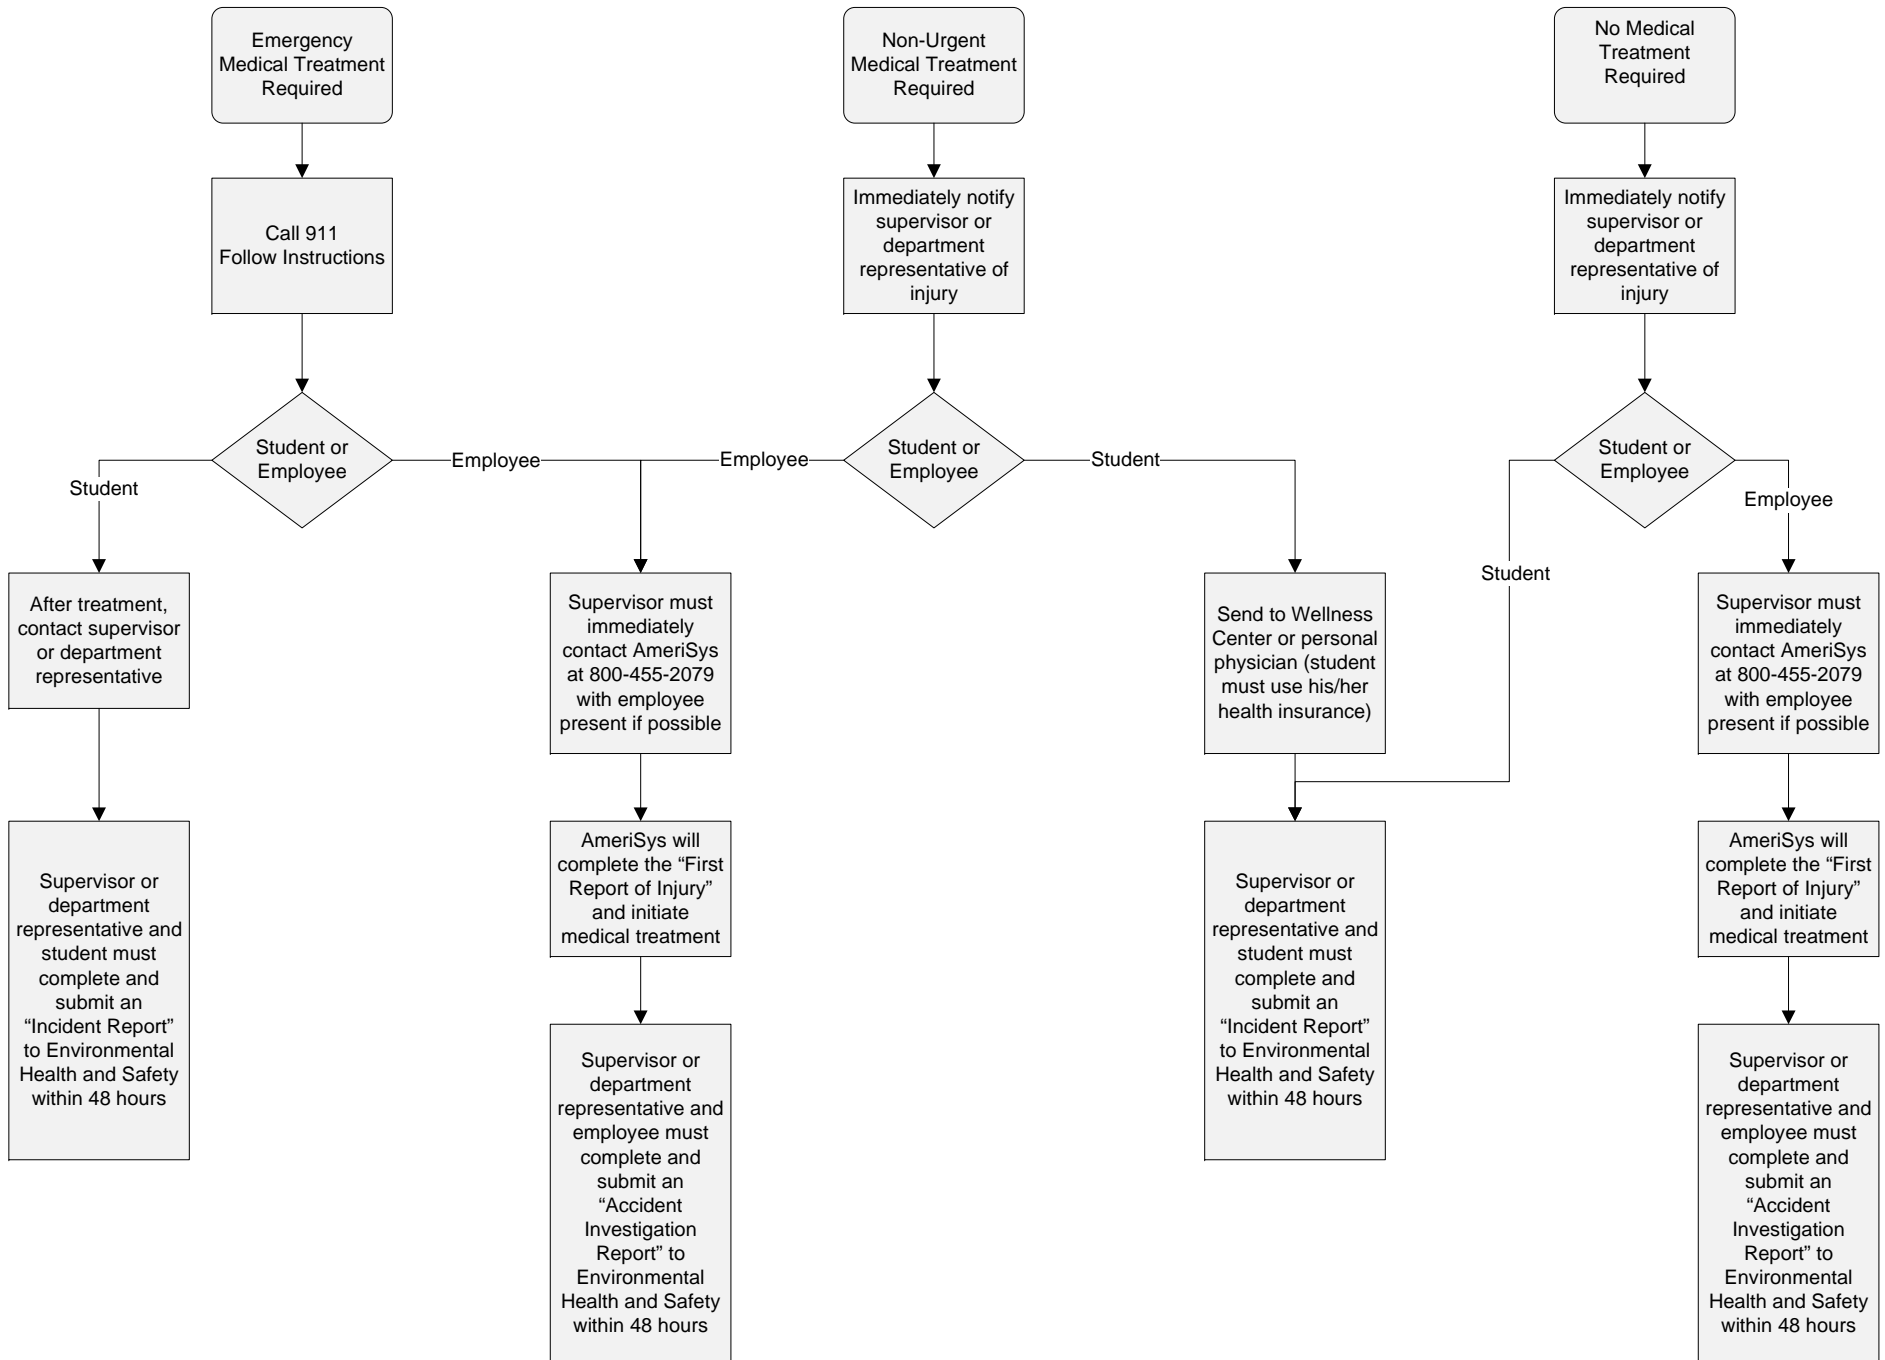 Emergency
Medical Treatment
Required
Non-Urgent
Medical Treatment
Required
No Medical
Treatment
Required
Call 911
Follow Instructions
Immediately notify
supervisor or
department
representative of
injury
Immediately notify
supervisor or
department
representative of
injury
Student or
Employee
Student or
Employee
Student or
Employee
Student
Employee
Employee
Student
Student
Employee
After treatment,
contact supervisor
or department
representative
Supervisor must
immediately
contact AmeriSys
at 800-455-2079
with employee
present if possible
Send to Wellness
Center or personal
physician (student
must use his/her
health insurance)
Supervisor must
immediately
contact AmeriSys
at 800-455-2079
with employee
present if possible
Supervisor or
department
representative and
student must
complete and
submit an
“Incident Report”
to Environmental
Health and Safety
within 48 hours
AmeriSys will
complete the “First
Report of Injury”
and initiate
medical treatment
Supervisor or
department
representative and
student must
complete and
submit an
“Incident Report”
to Environmental
Health and Safety
within 48 hours
AmeriSys will
complete the “First
Report of Injury”
and initiate
medical treatment
Supervisor or
department
representative and
employee must
complete and
submit an
“Accident
Investigation
Report” to
Environmental
Health and Safety
within 48 hours
Supervisor or
department
representative and
employee must
complete and
submit an
“Accident
Investigation
Report” to
Environmental
Health and Safety
within 48 hours